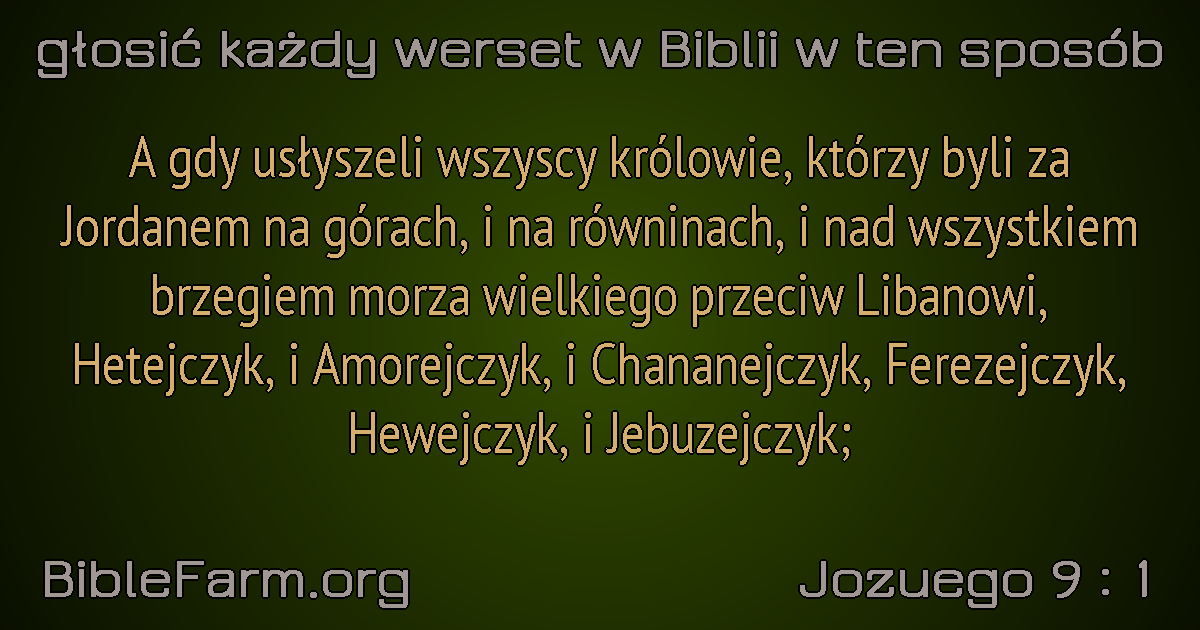 głosić każdy werset w Biblii w ten sposób
A gdy usłyszeli wszyscy królowie, którzy byli za
Jordanem na górach, i na równinach, i nad wszystkiem
brzegiem morza wielkiego przeciw Libanowi,
Hetejczyk, i Amorejczyk, i Chananejczyk, Ferezejczyk,
Hewejczyk, i Jebuzejczyk;
BibleFarm.org
Jozuego 9 : 1